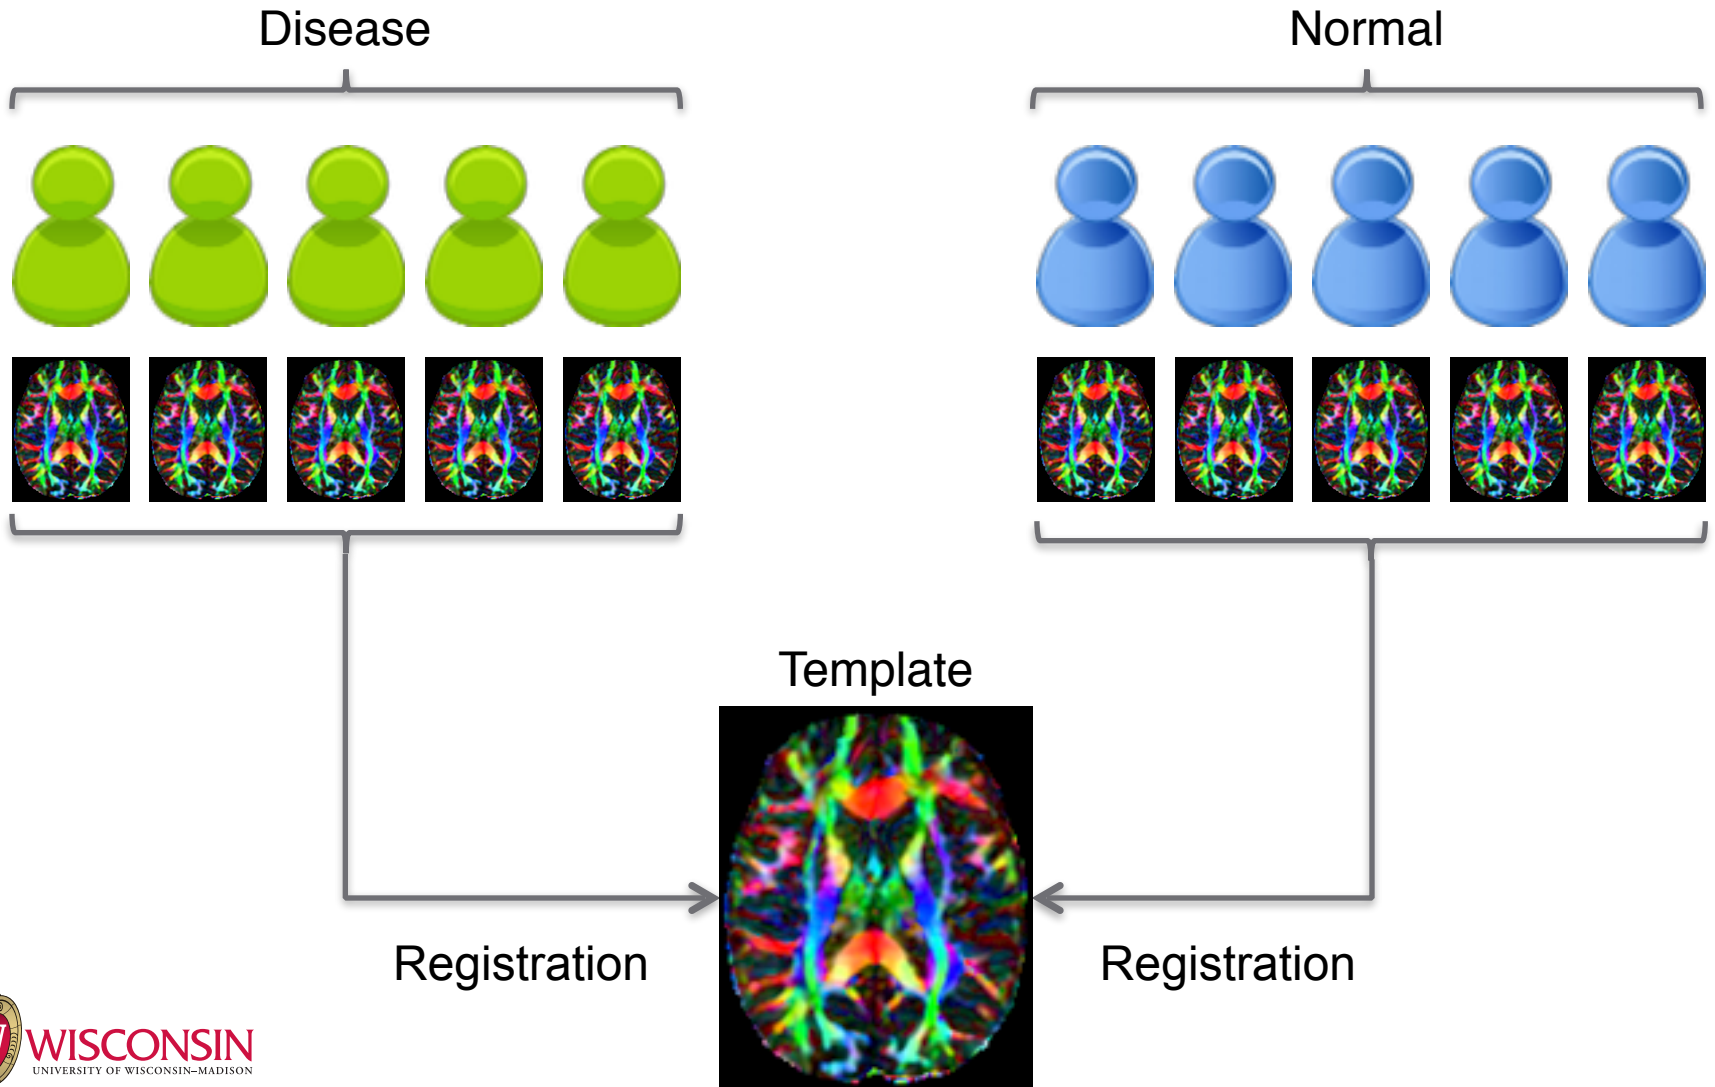 Disease
Normal
Template
Registration
Registration
WISCONSIN
UNIVERSITY OF WISCONSIN–MADISON